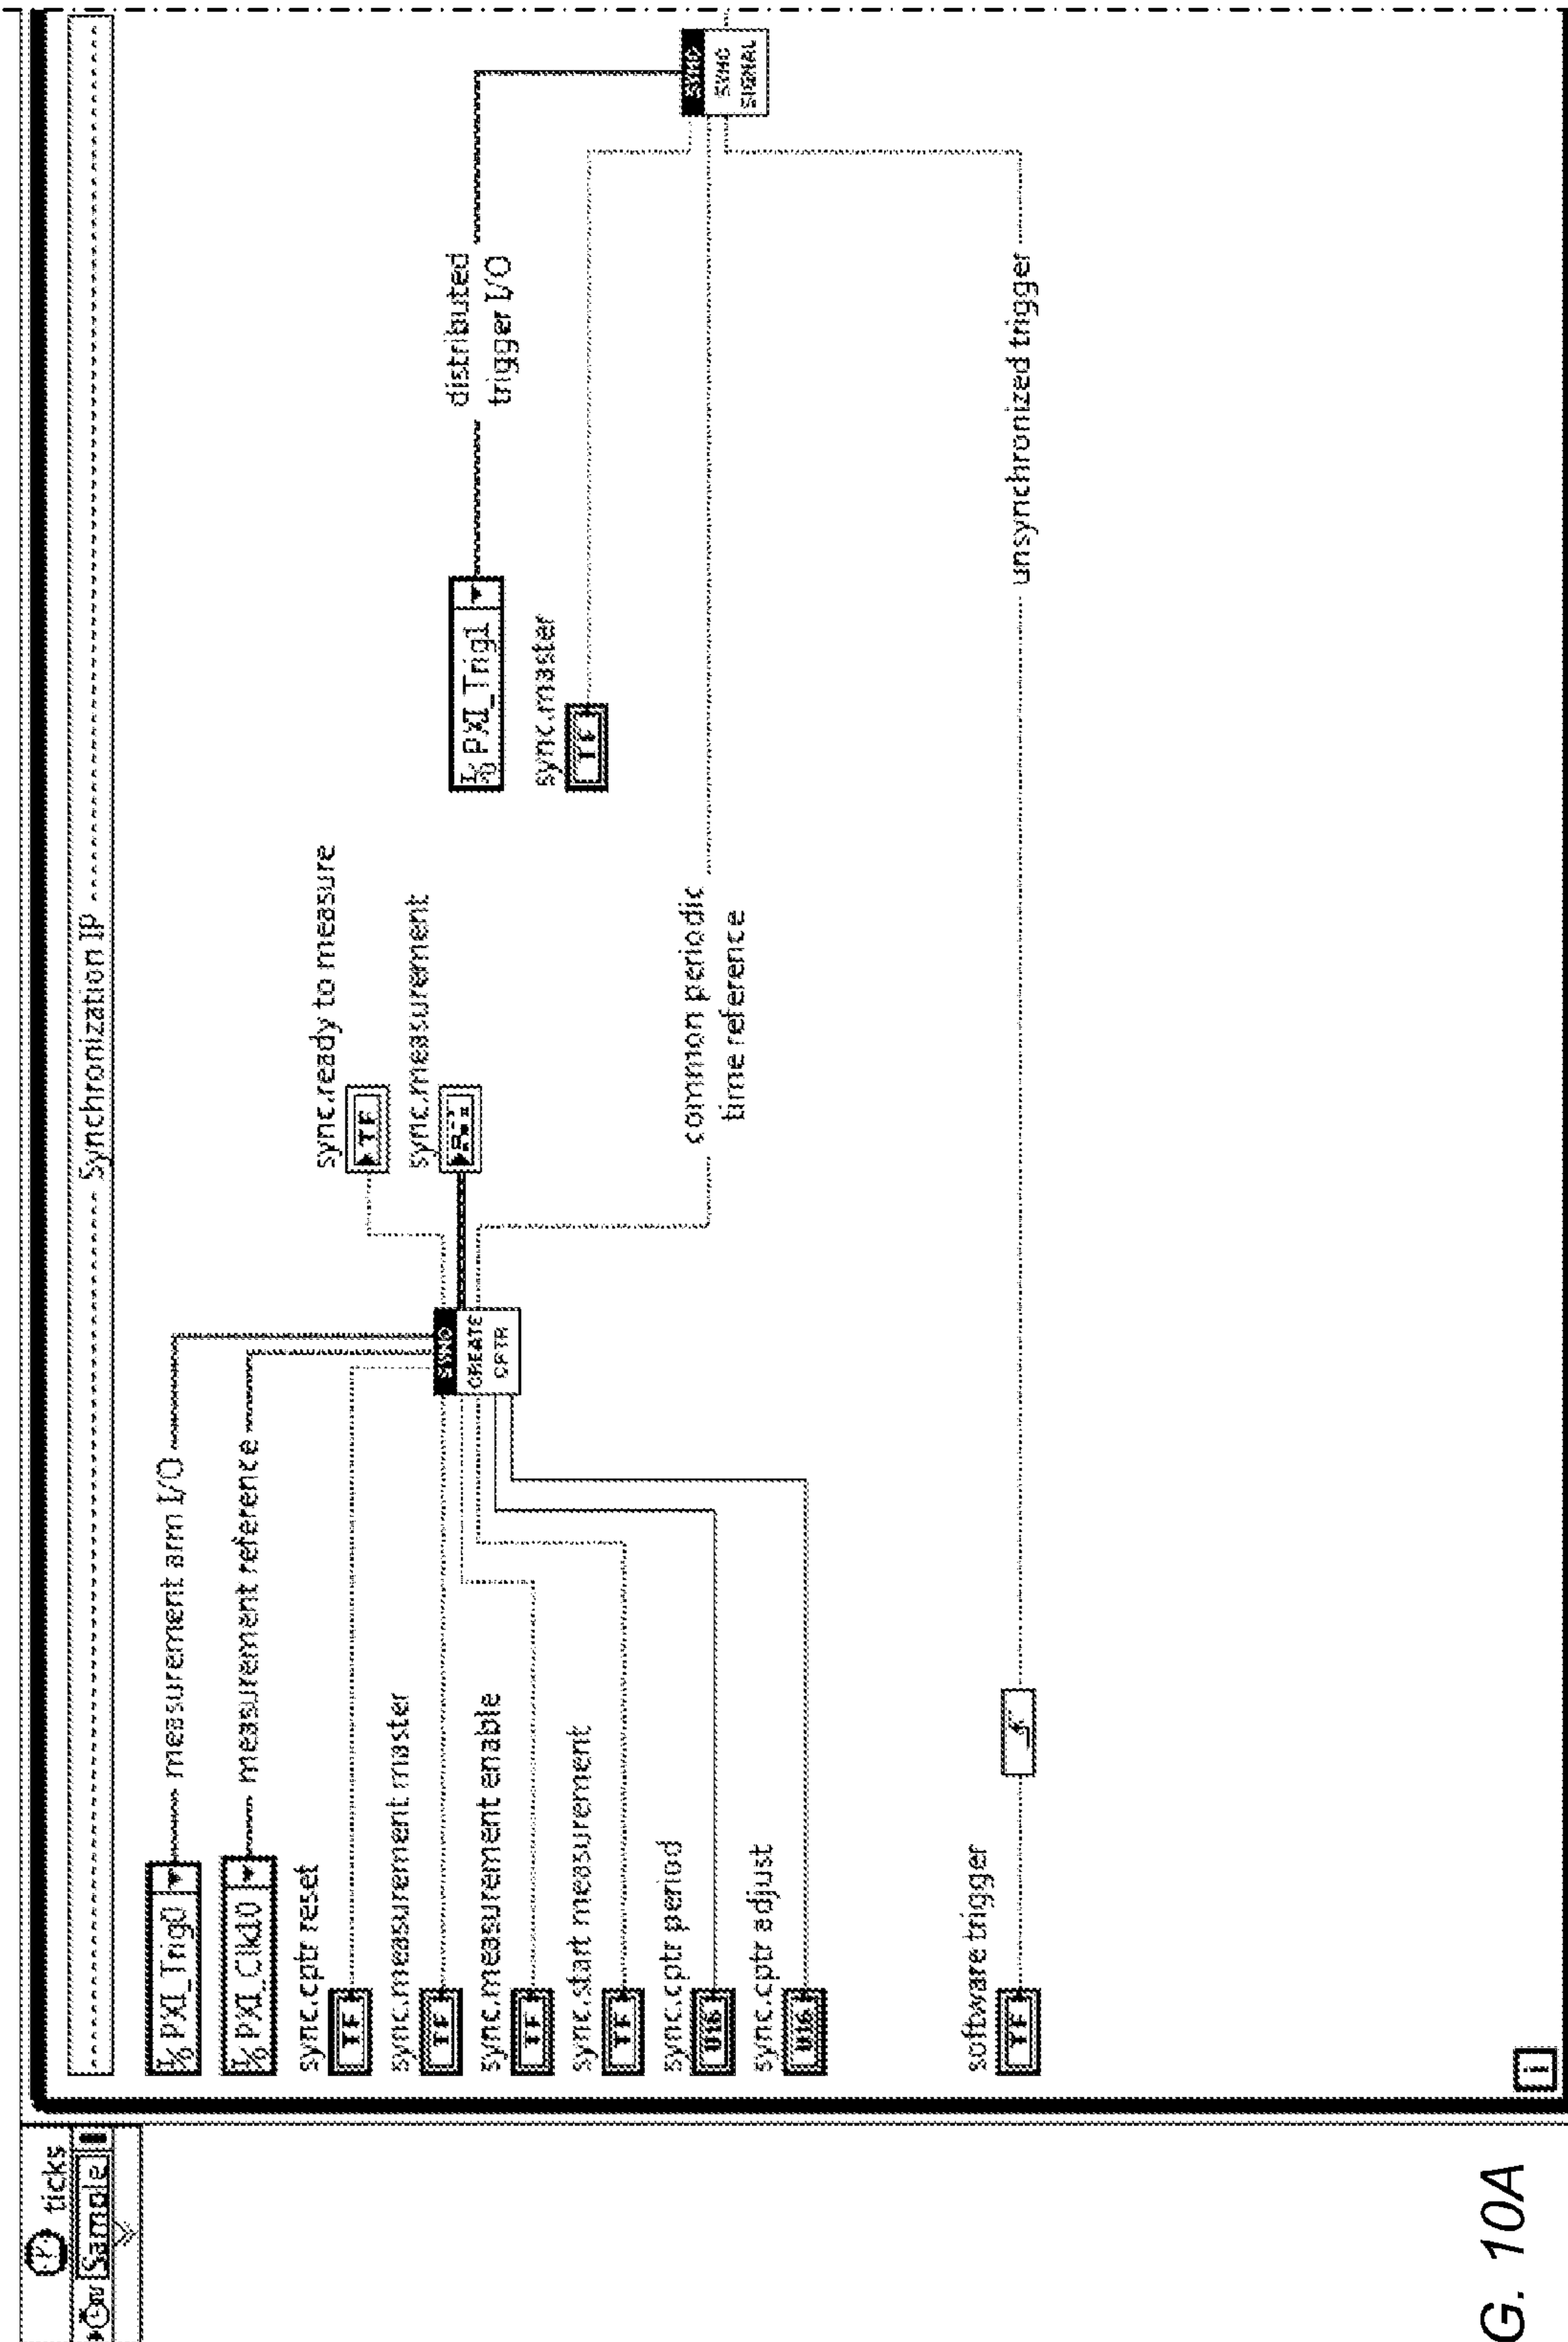 ticks
Sample
Synchronization IP
I/O PXI_Trig0
measurement arm I/O
I/O PXI_Clk10
measurement reference
sync.cptr reset
TF
sync.measurement master
TF
sync.measurement enable
TF
sync.start measurement
TF
sync.cptr period
U16
sync.cptr adjust
U16
SYNC
CREATE
CPTR
sync.ready to measure
TF
sync.measurement
common periodic
time reference
I/O PXI_Trig1
distributed
trigger I/O
sync.master
TF
SYNC
SYNC
SIGNAL
software trigger
TF
unsynchronized trigger
i
G. 10A